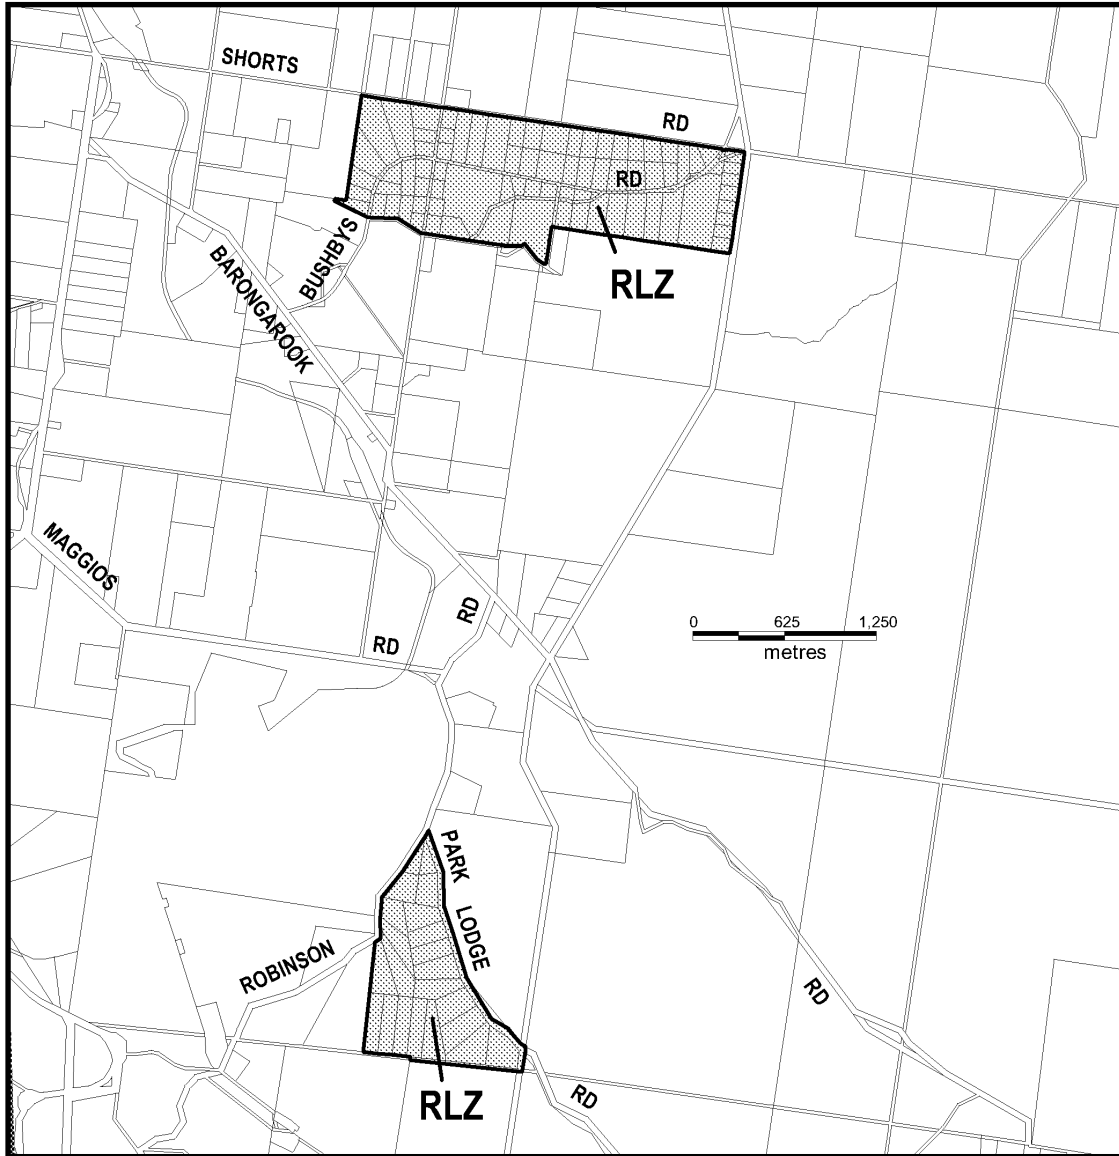 SHORTS
RD
RD
BUSHBYS
RLZ
BARONGAROOK
MAGGIOS
RD
RD
0 625 1,250
metres
PARK
LODGE
ROBINSON
RD
RLZ
RD